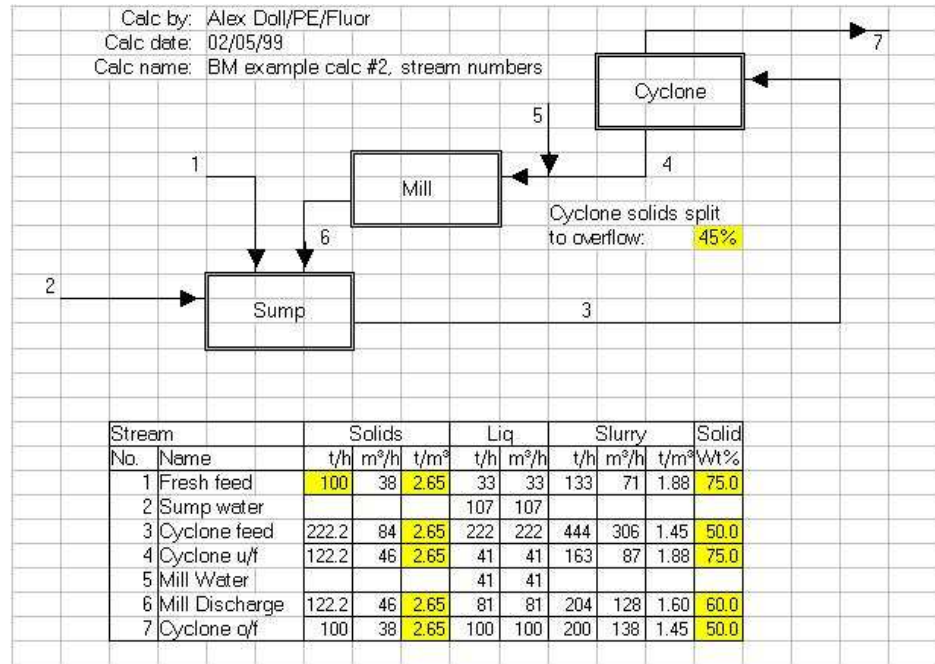 Calc by: Alex Doll/PE/Fluor
Calc date: 02/05/99
Calc name: BM example calc #2, stream numbers
7
Cyclone
5
1
4
Mill
Cyclone solids split
to overflow: 45%
6
2
Sump
3
Stream Solids Liq Slurry Solid
No. Name t/h m³/h t/m³ t/h m³/h t/h m³/h t/m³ Wt%
1 Fresh feed 100 38 2.65 33 33 133 71 1.88 75.0
2 Sump water 107 107
3 Cyclone feed 222.2 84 2.65 222 222 444 306 1.45 50.0
4 Cyclone u/f 122.2 46 2.65 41 41 163 87 1.88 75.0
5 Mill Water 41 41
6 Mill Discharge 122.2 46 2.65 81 81 204 128 1.60 60.0
7 Cyclone o/f 100 38 2.65 100 100 200 138 1.45 50.0